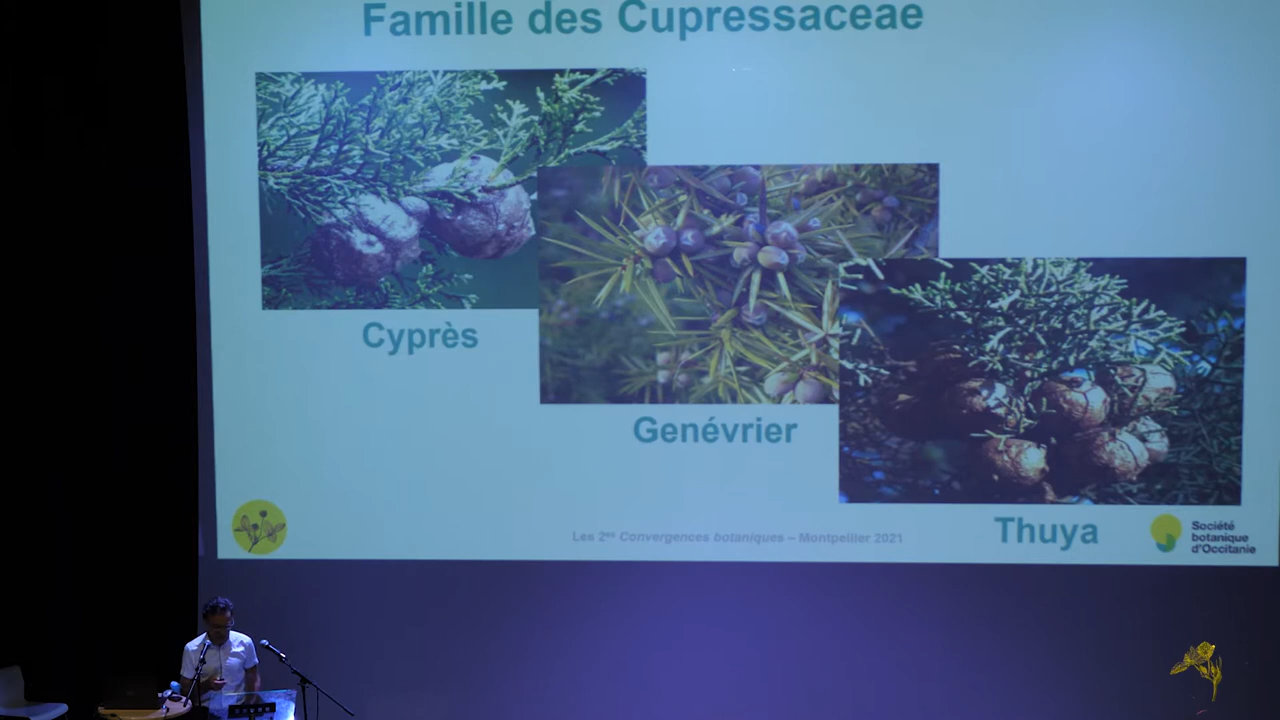 Famille des Cupressaceae
Cyprès
Genévrier
Thuya
Les 2es Convergences botaniques – Montpellier 2021
Société
botanique
d'Occitanie